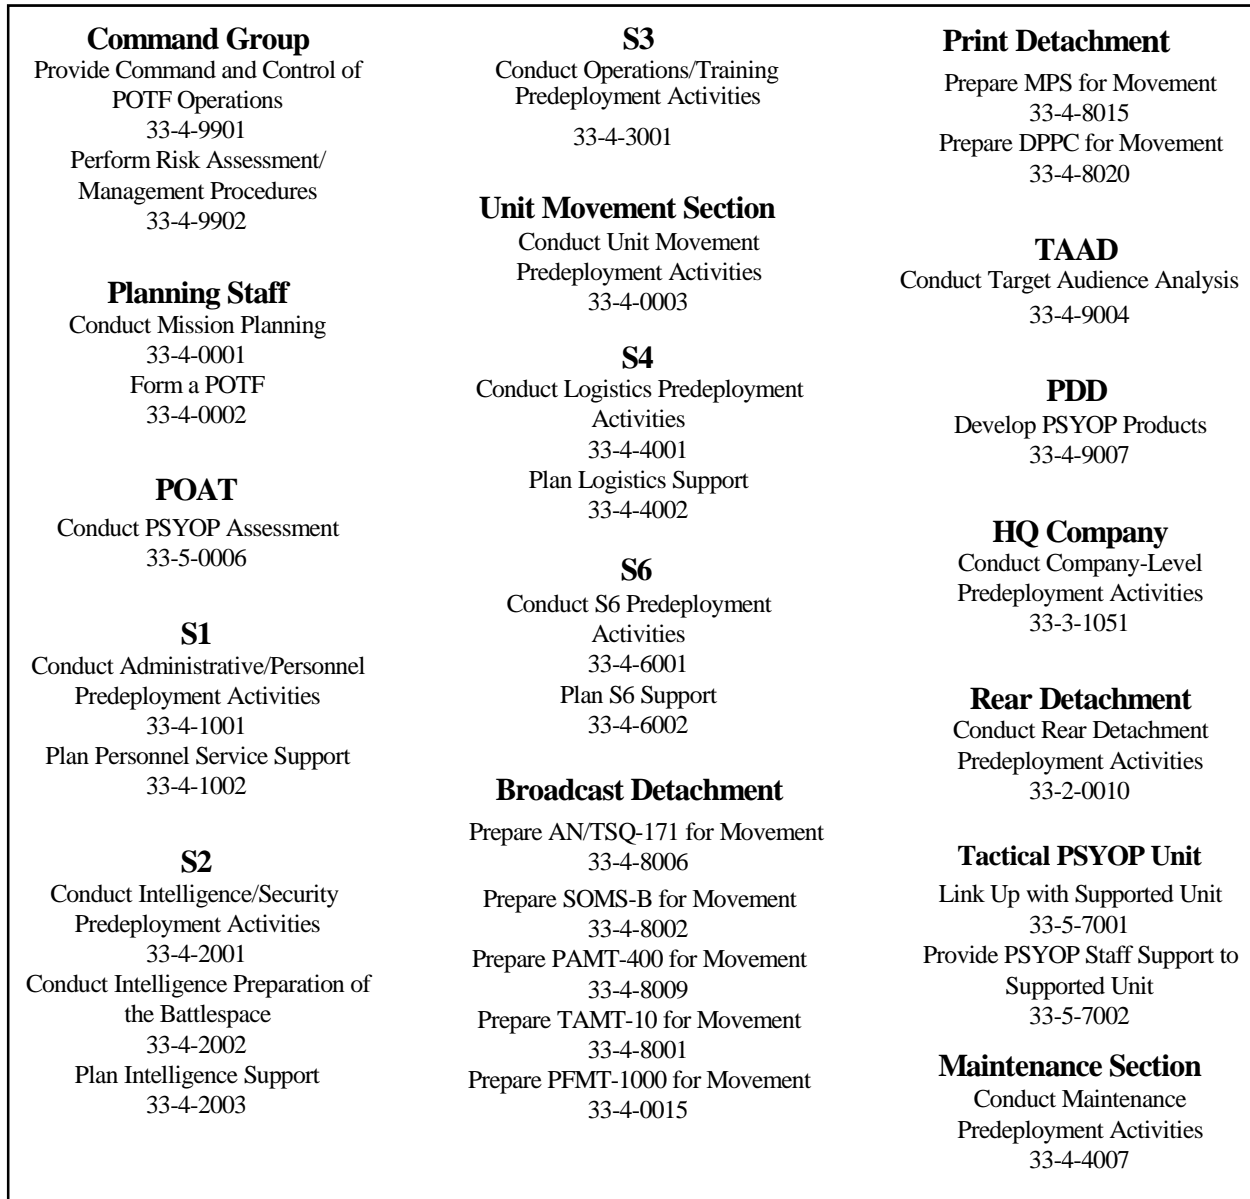 Command Group
Provide Command and Control of
POTF Operations
33-4-9901
Perform Risk Assessment/
Management Procedures
33-4-9902
Planning Staff
Conduct Mission Planning
33-4-0001
Form a POTF
33-4-0002
POAT
Conduct PSYOP Assessment
33-5-0006
S1
Conduct Administrative/Personnel
Predeployment Activities
33-4-1001
Plan Personnel Service Support
33-4-1002
S2
Conduct Intelligence/Security
Predeployment Activities
33-4-2001
Conduct Intelligence Preparation of
the Battlespace
33-4-2002
Plan Intelligence Support
33-4-2003
S3
Conduct Operations/Training
Predeployment Activities
33-4-3001
Unit Movement Section
Conduct Unit Movement
Predeployment Activities
33-4-0003
S4
Conduct Logistics Predeployment
Activities
33-4-4001
Plan Logistics Support
33-4-4002
S6
Conduct S6 Predeployment
Activities
33-4-6001
Plan S6 Support
33-4-6002
Broadcast Detachment
Prepare AN/TSQ-171 for Movement
33-4-8006
Prepare SOMS-B for Movement
33-4-8002
Prepare PAMT-400 for Movement
33-4-8009
Prepare TAMT-10 for Movement
33-4-8001
Prepare PFMT-1000 for Movement
33-4-0015
Print Detachment
Prepare MPS for Movement
33-4-8015
Prepare DPPC for Movement
33-4-8020
TAAD
Conduct Target Audience Analysis
33-4-9004
PDD
Develop PSYOP Products
33-4-9007
HQ Company
Conduct Company-Level
Predeployment Activities
33-3-1051
Rear Detachment
Conduct Rear Detachment
Predeployment Activities
33-2-0010
Tactical PSYOP Unit
Link Up with Supported Unit
33-5-7001
Provide PSYOP Staff Support to
Supported Unit
33-5-7002
Maintenance Section
Conduct Maintenance
Predeployment Activities
33-4-4007